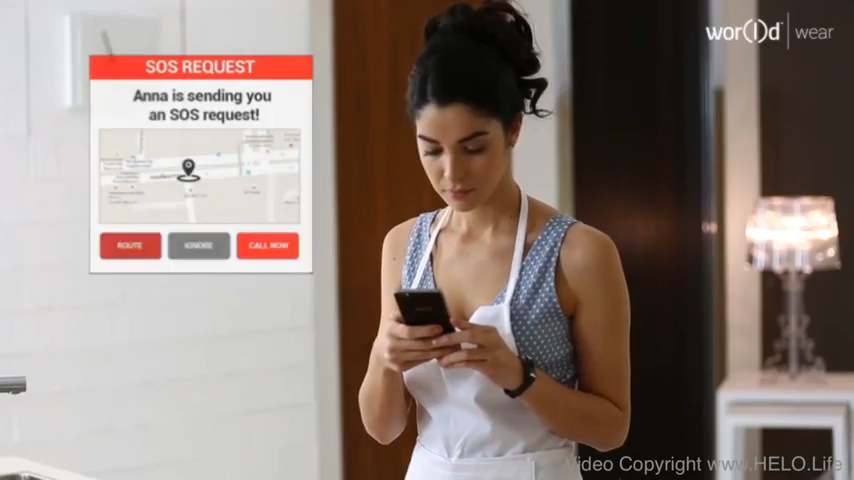 wor(l)d | wear
SOS REQUEST
Anna is sending you
an SOS request!
ROUTE
IGNORE
CALL NOW
Video Copyright www.HELO.Life